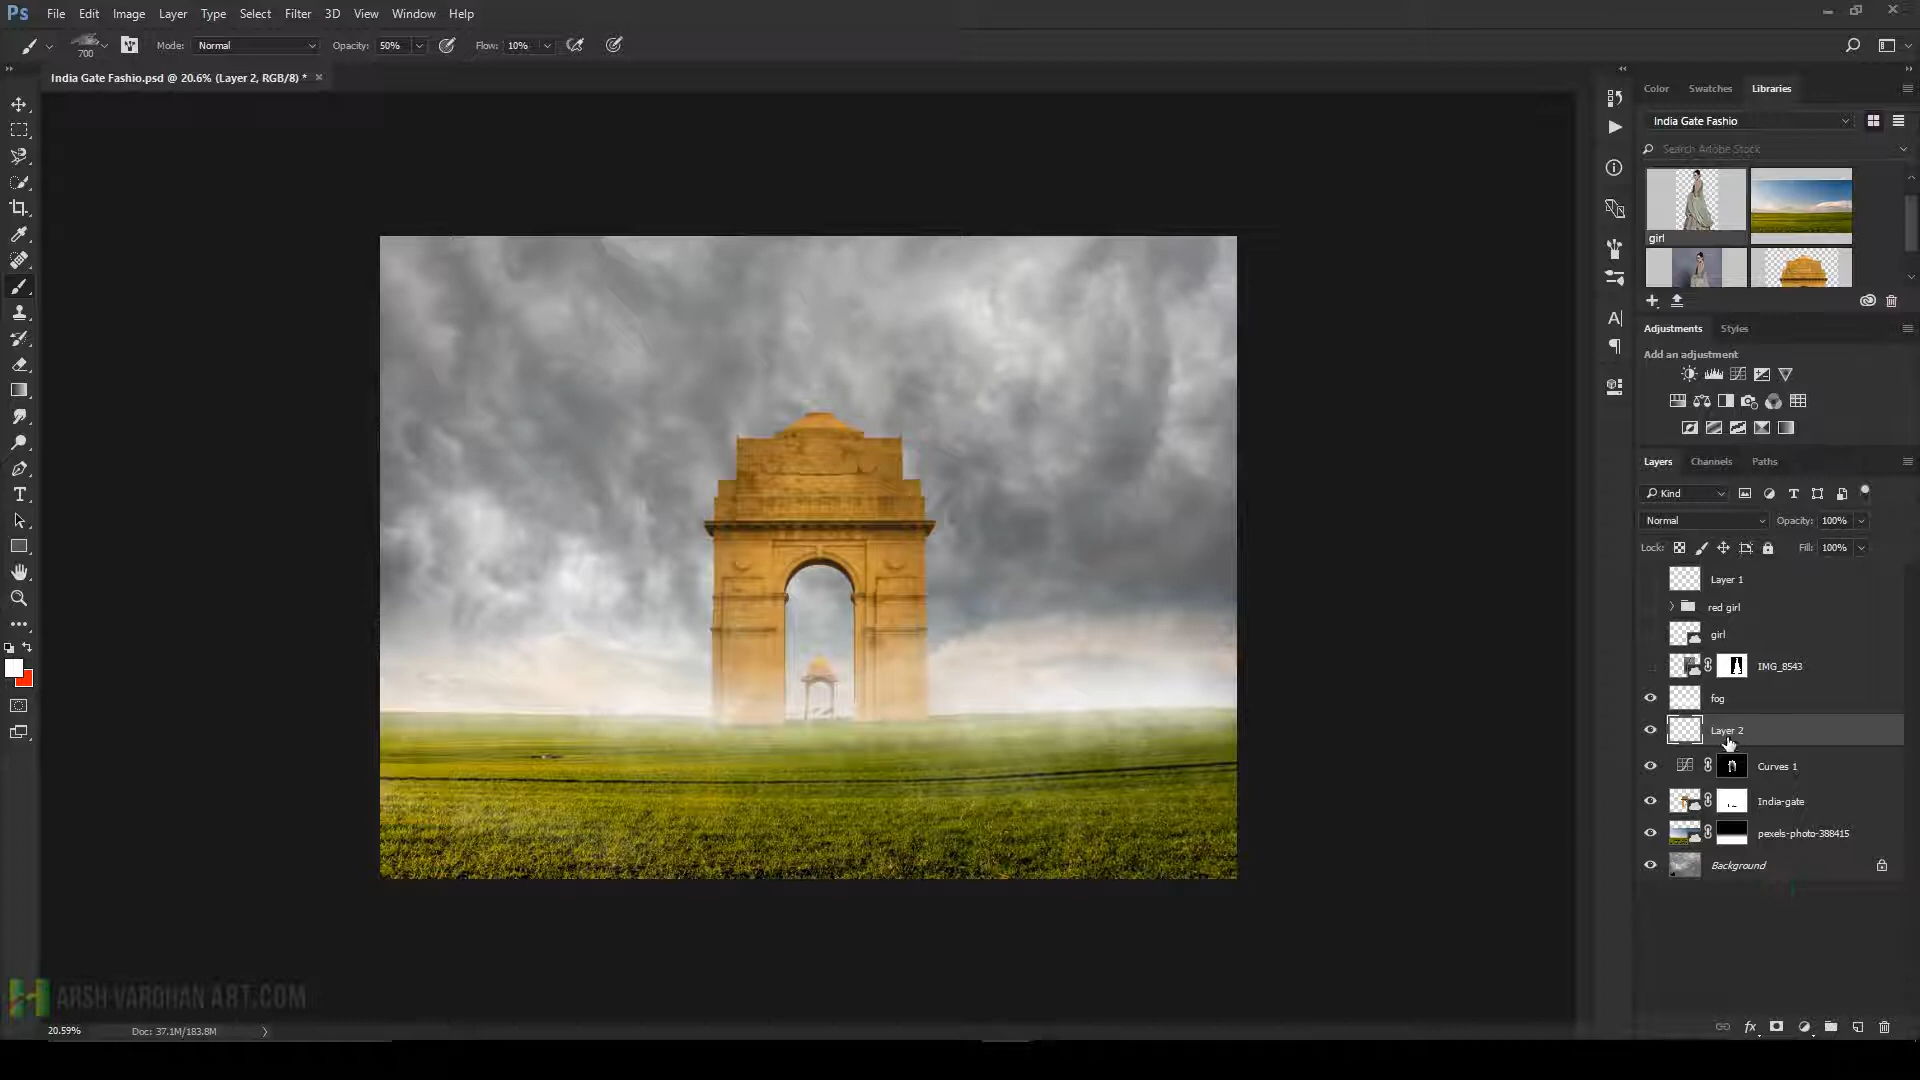 Ps File Edit Image Layer Type Select Filter 3D View Window Help
700 Mode: Normal Opacity: 50% Flow: 10%
India Gate Fashio.psd @ 20.6% (Layer 2, RGB/8) *
Color Swatches Libraries
India Gate Fashio
Search Adobe Stock
girl
Adjustments Styles
Add an adjustment
Layers Channels Paths
Kind
Normal Opacity: 100%
Lock: Fill: 100%
Layer 1
red girl
girl
IMG_8543
fog
Layer 2
Curves 1
India-gate
pexels-photo-388415
Background
ARSH VARDHAN ART.COM
20.59% Doc: 37.1M/183.8M